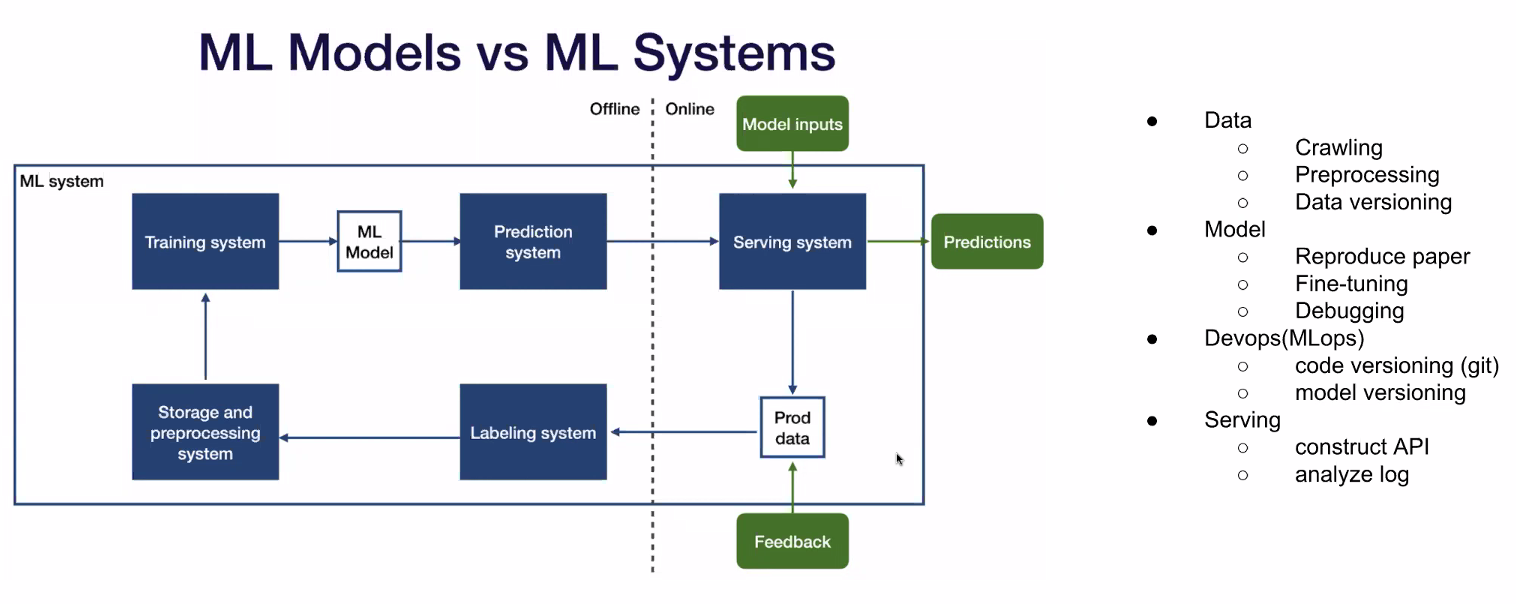 ML Models vs ML Systems
Offline
Online
Model inputs
ML system
Training system
ML
Model
Prediction
system
Serving system
Predictions
Storage and
preprocessing
system
Labeling system
Prod
data
Feedback
● Data
○ Crawling
○ Preprocessing
○ Data versioning
● Model
○ Reproduce paper
○ Fine-tuning
○ Debugging
● Devops(MLops)
○ code versioning (git)
○ model versioning
● Serving
○ construct API
○ analyze log